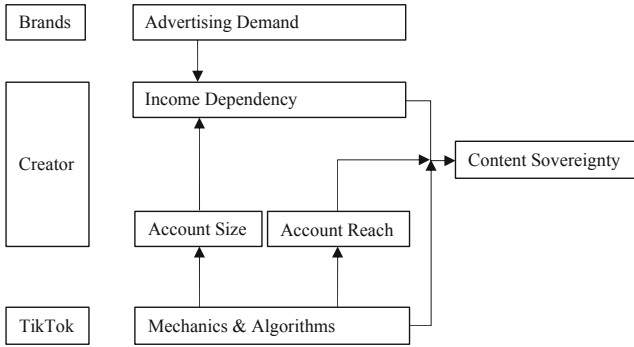 Brands
Advertising Demand
Income Dependency
Creator
Content Sovereignty
Account Size
Account Reach
TikTok
Mechanics & Algorithms